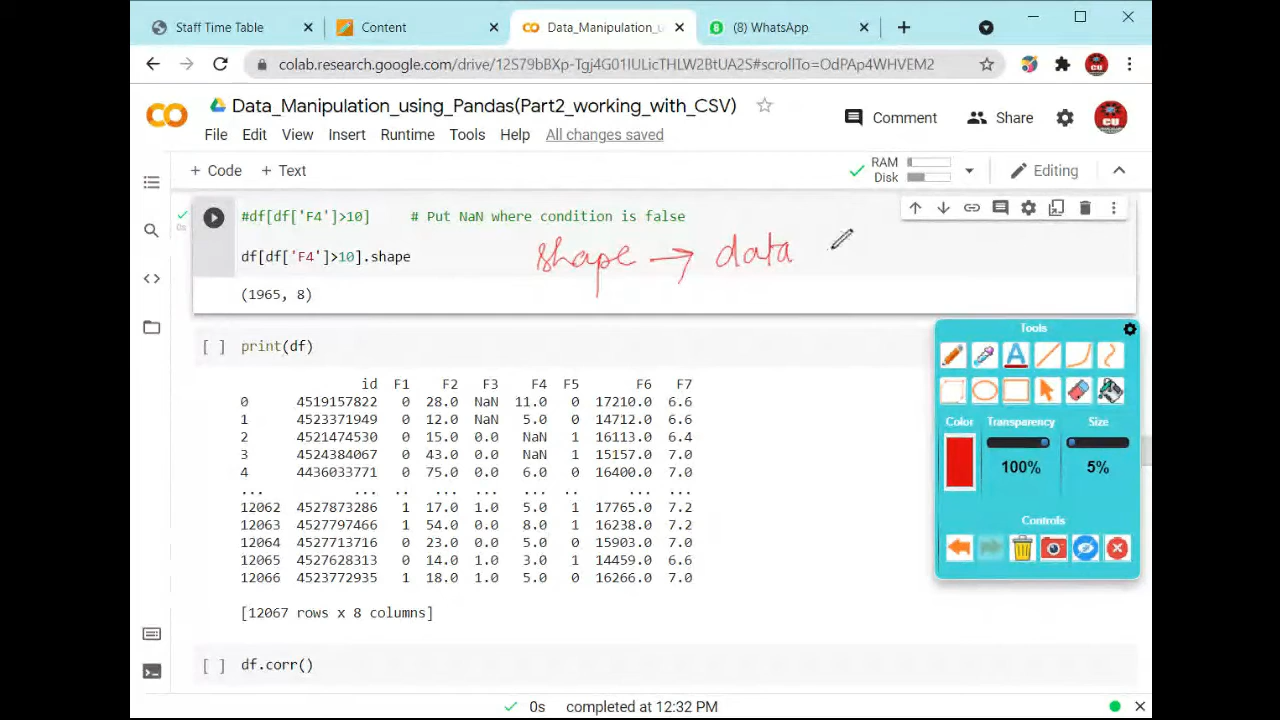 Staff Time Table
Content
Data_Manipulation_u
(8) WhatsApp
colab.research.google.com/drive/12S79bBXp-Tgj4G01IULicTHLW2BtUA2S#scrollTo=OdPAp4WHVEM2
CO
Data_Manipulation_using_Pandas(Part2_working_with_CSV)
Comment
Share
CU
File Edit View Insert Runtime Tools Help All changes saved
+ Code + Text
RAM
Disk
Editing
#df[df['F4']>10] # Put NaN where condition is false
0s
df[df['F4']>10].shape
shape → data
(1965, 8)
[ ] print(df)
id F1 F2 F3 F4 F5 F6 F7
0 4519157822 0 28.0 NaN 11.0 0 17210.0 6.6
1 4523371949 0 12.0 NaN 5.0 0 14712.0 6.6
2 4521474530 0 15.0 0.0 NaN 1 16113.0 6.4
3 4524384067 0 43.0 0.0 NaN 1 15157.0 7.0
4 4436033771 0 75.0 0.0 6.0 0 16400.0 7.0
... ... .. ... ... ... .. ... ...
12062 4527873286 1 17.0 1.0 5.0 1 17765.0 7.2
12063 4527797466 1 54.0 0.0 8.0 1 16238.0 7.2
12064 4527713716 0 23.0 0.0 5.0 0 15903.0 7.0
12065 4523728313 0 14.0 1.0 3.0 1 14459.0 6.6
12066 4523772935 1 18.0 1.0 5.0 0 16266.0 7.0
[12067 rows x 8 columns]
[ ] df.corr()
Tools
Color Transparency Size
100% 5%
Controls
0s completed at 12:32 PM